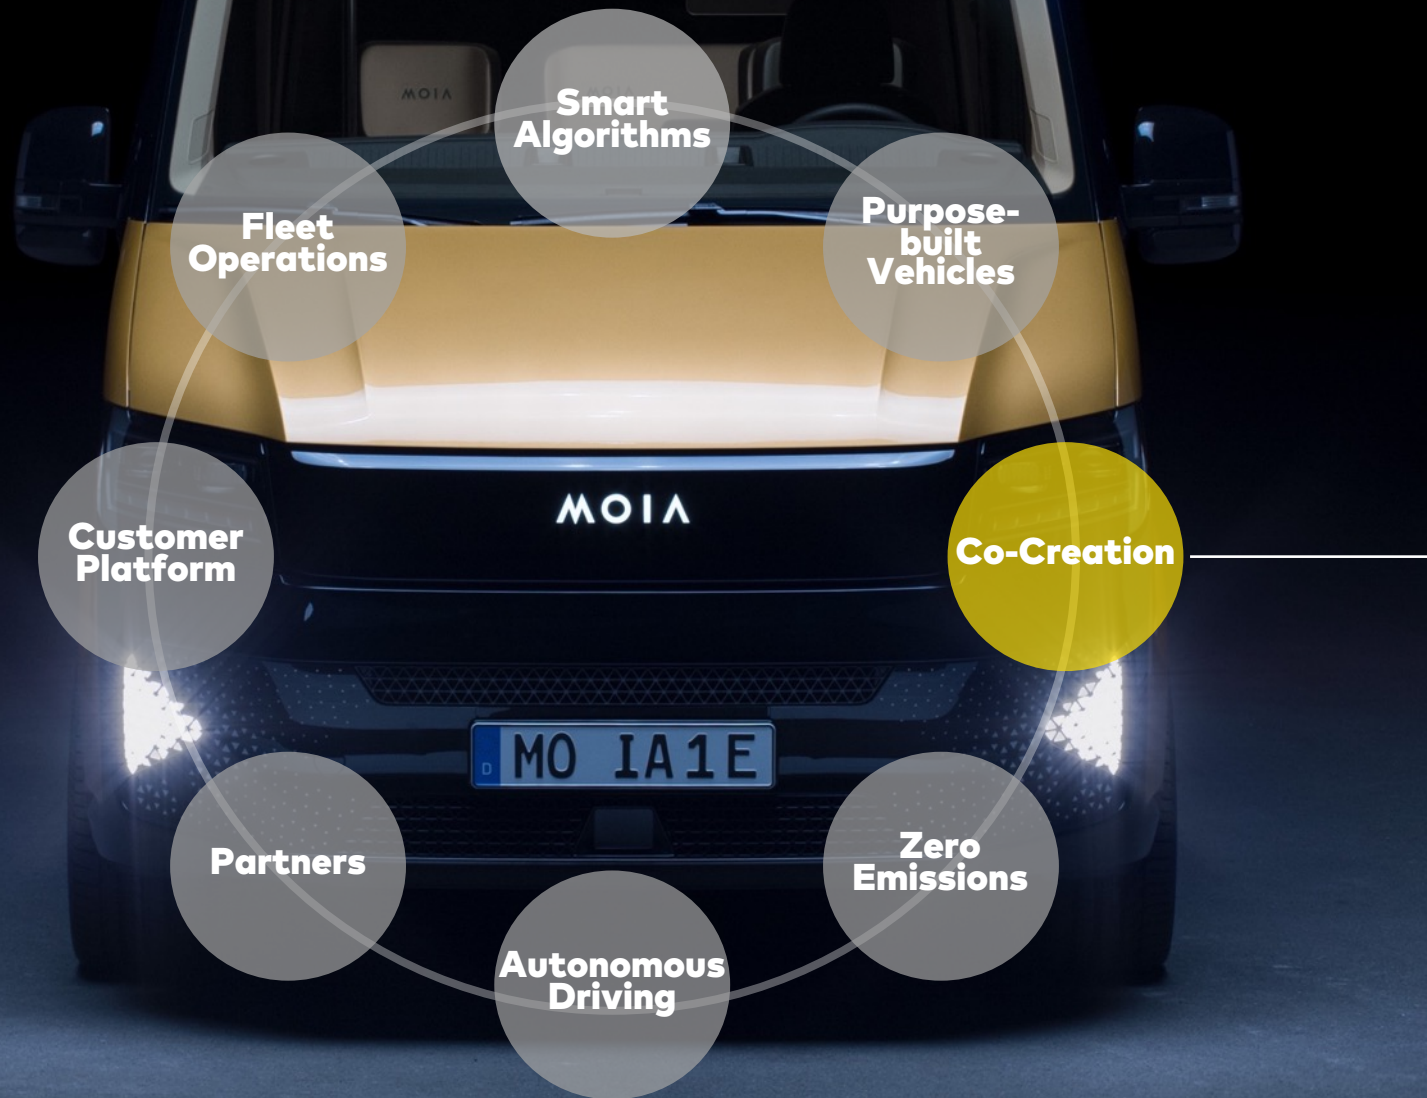 MOIA
Smart
Algorithms
Fleet
Operations
Purpose-
built
Vehicles
MOIA
Customer
Platform
Co-Creation
D
MO IA1E
Partners
Zero
Emissions
Autonomous
Driving